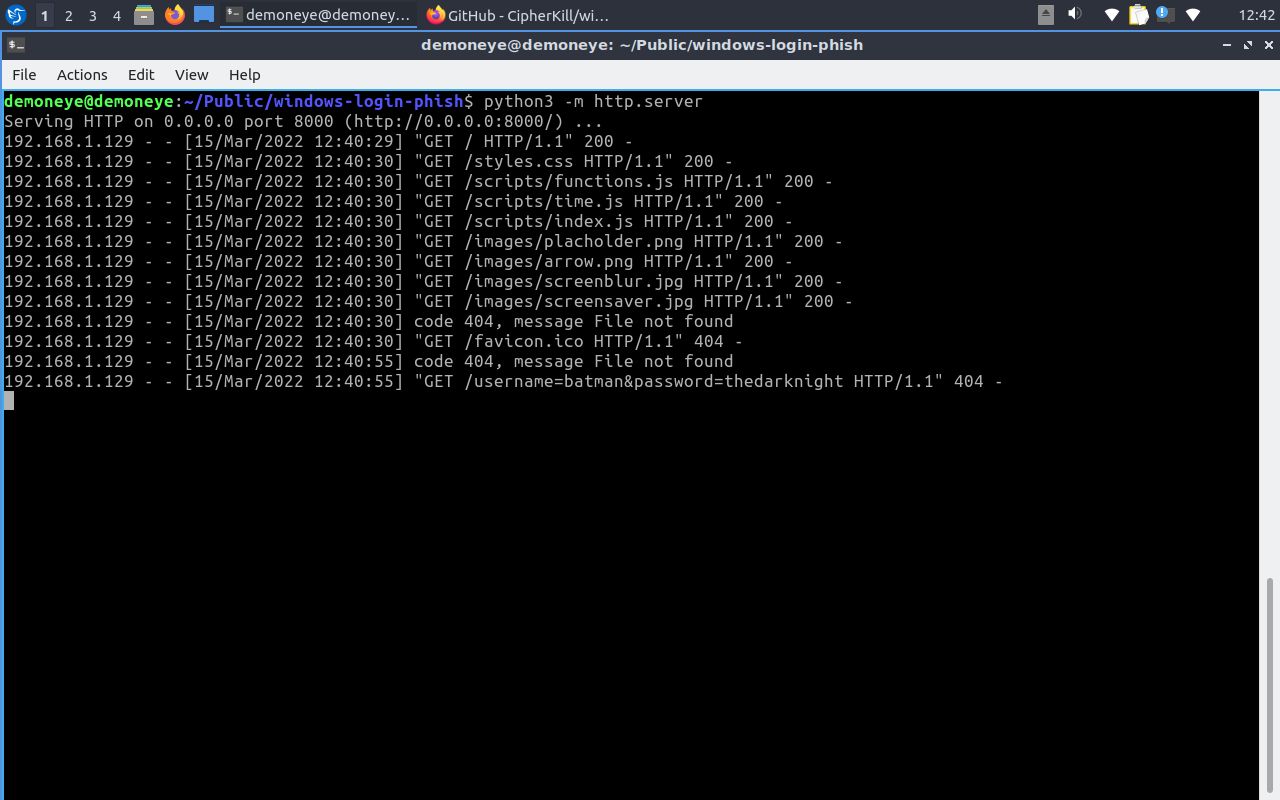 1 2 3 4 demoneye@demoney... GitHub - CipherKill/wi... 12:42
demoneye@demoneye: ~/Public/windows-login-phish
File Actions Edit View Help
demoneye@demoneye:~/Public/windows-login-phish$ python3 -m http.server
Serving HTTP on 0.0.0.0 port 8000 (http://0.0.0.0:8000/) ...
192.168.1.129 - - [15/Mar/2022 12:40:29] "GET / HTTP/1.1" 200 -
192.168.1.129 - - [15/Mar/2022 12:40:30] "GET /styles.css HTTP/1.1" 200 -
192.168.1.129 - - [15/Mar/2022 12:40:30] "GET /scripts/functions.js HTTP/1.1" 200 -
192.168.1.129 - - [15/Mar/2022 12:40:30] "GET /scripts/time.js HTTP/1.1" 200 -
192.168.1.129 - - [15/Mar/2022 12:40:30] "GET /scripts/index.js HTTP/1.1" 200 -
192.168.1.129 - - [15/Mar/2022 12:40:30] "GET /images/placholder.png HTTP/1.1" 200 -
192.168.1.129 - - [15/Mar/2022 12:40:30] "GET /images/arrow.png HTTP/1.1" 200 -
192.168.1.129 - - [15/Mar/2022 12:40:30] "GET /images/screenblur.jpg HTTP/1.1" 200 -
192.168.1.129 - - [15/Mar/2022 12:40:30] "GET /images/screensaver.jpg HTTP/1.1" 200 -
192.168.1.129 - - [15/Mar/2022 12:40:30] code 404, message File not found
192.168.1.129 - - [15/Mar/2022 12:40:30] "GET /favicon.ico HTTP/1.1" 404 -
192.168.1.129 - - [15/Mar/2022 12:40:55] code 404, message File not found
192.168.1.129 - - [15/Mar/2022 12:40:55] "GET /username=batman&password=thedarknight HTTP/1.1" 404 -